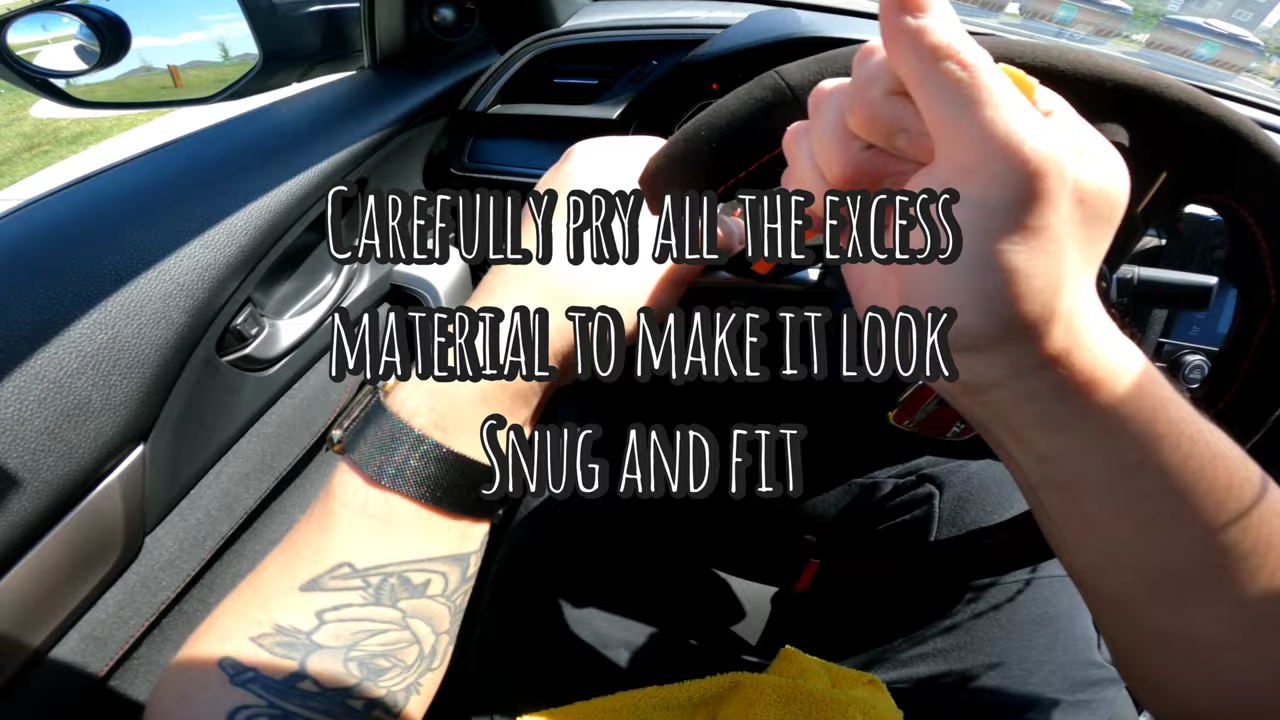 Carefully pry all the excess
material to make it look
Snug and fit